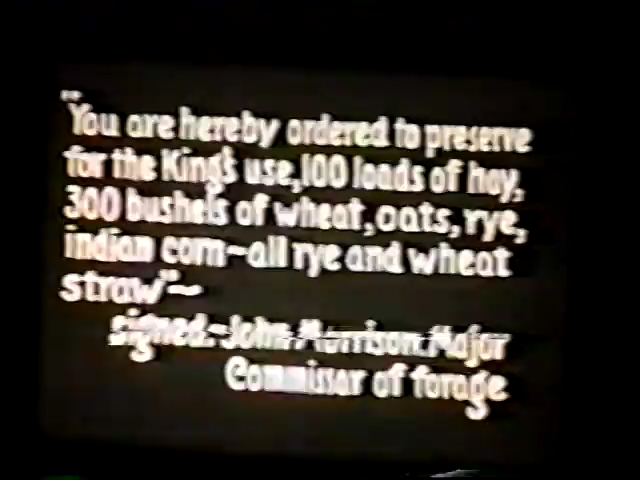 "You are hereby ordered to preserve
for the King's use, 100 loads of hay,
300 bushels of wheat, oats, rye,
indian corn~all rye and wheat
straw"~
signed:~John Morrison. Major
Commissar of forage